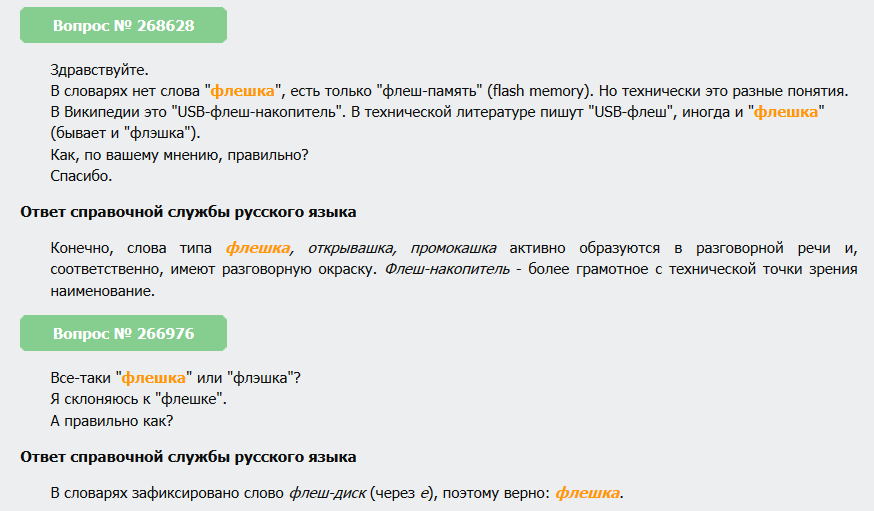 Вопрос № 268628
Здравствуйте.
В словарях нет слова "флешка", есть только "флеш-память" (flash memory). Но технически это разные понятия.
В Википедии это "USB-флеш-накопитель". В технической литературе пишут "USB-флеш", иногда и "флешка"
(бывает и "флэшка").
Как, по вашему мнению, правильно?
Спасибо.
Ответ справочной службы русского языка
Конечно, слова типа флешка, открывашка, промокашка активно образуются в разговорной речи и,
соответственно, имеют разговорную окраску. Флеш-накопитель - более грамотное с технической точки зрения
наименование.
Вопрос № 266976
Все-таки "флешка" или "флэшка"?
Я склоняюсь к "флешке".
А правильно как?
Ответ справочной службы русского языка
В словарях зафиксировано слово флеш-диск (через е), поэтому верно: флешка.